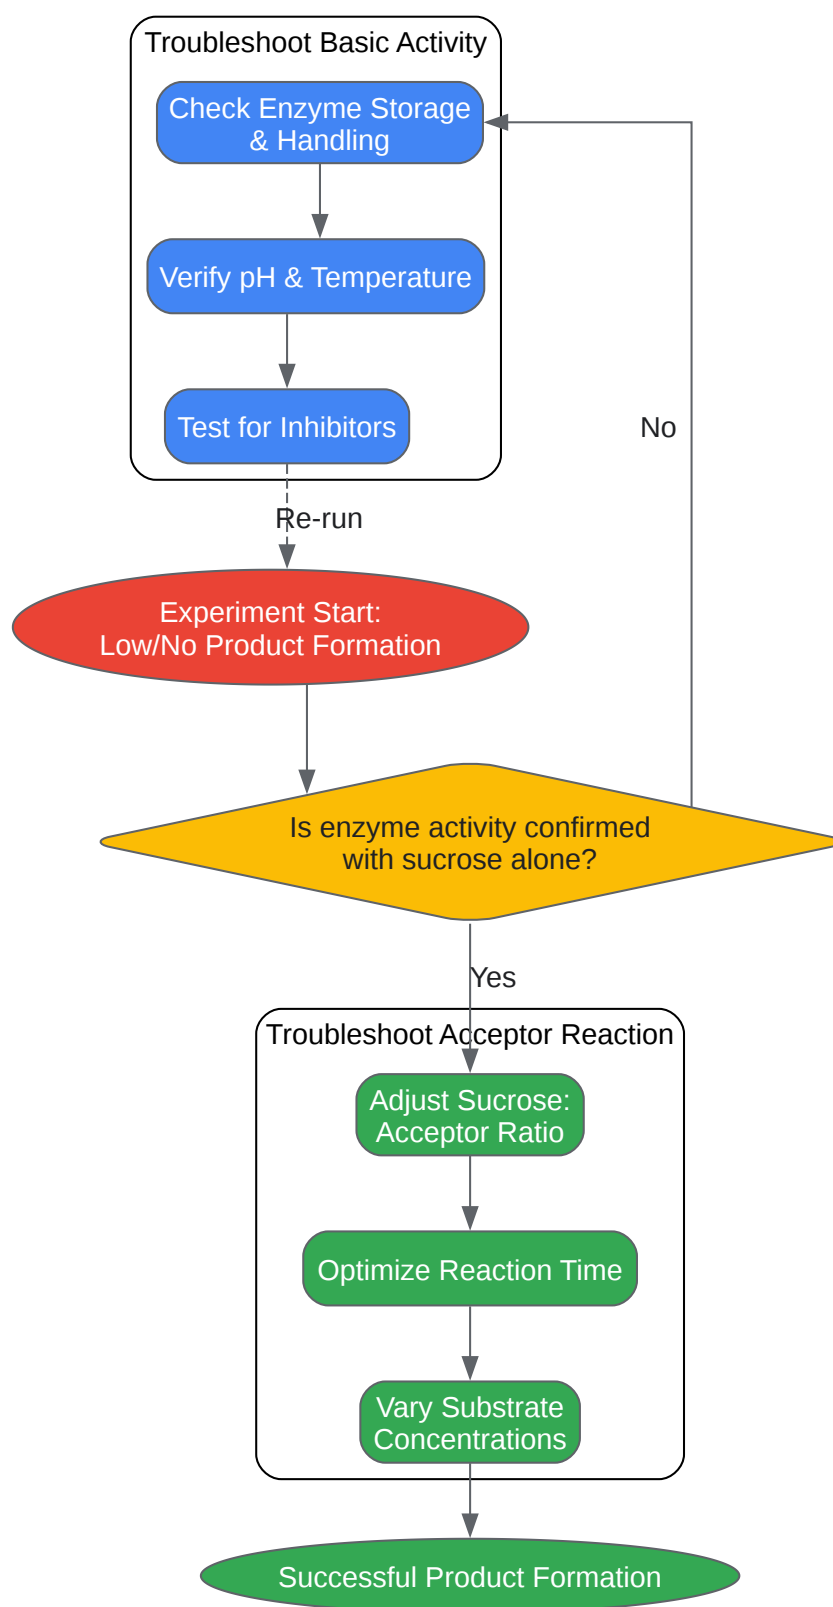 Troubleshoot Basic Activity
Check Enzyme Storage
& Handling
Verify pH & Temperature
Test for Inhibitors
No
Re-run
Experiment Start:
Low/No Product Formation
Is enzyme activity confirmed
with sucrose alone?
Yes
Troubleshoot Acceptor Reaction
Adjust Sucrose:
Acceptor Ratio
Optimize Reaction Time
Vary Substrate
Concentrations
Successful Product Formation